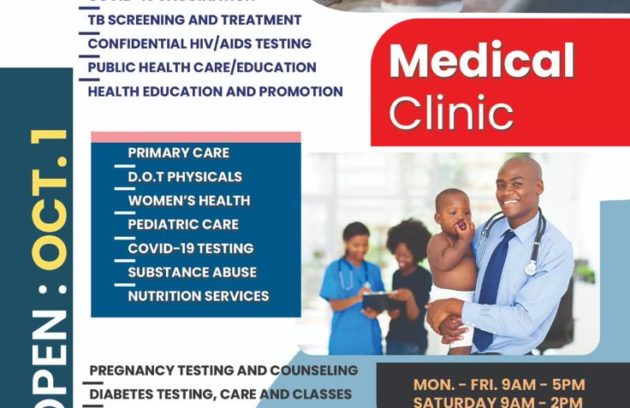 TB SCREENING AND TREATMENT
CONFIDENTIAL HIV/AIDS TESTING
PUBLIC HEALTH CARE/EDUCATION
HEALTH EDUCATION AND PROMOTION
Medical
Clinic
OPEN : OCT. 1
PRIMARY CARE
D.O.T PHYSICALS
WOMEN'S HEALTH
PEDIATRIC CARE
COVID-19 TESTING
SUBSTANCE ABUSE
NUTRITION SERVICES
PREGNANCY TESTING AND COUNSELING
DIABETES TESTING, CARE AND CLASSES
MON. - FRI. 9AM - 5PM
SATURDAY 9AM - 2PM